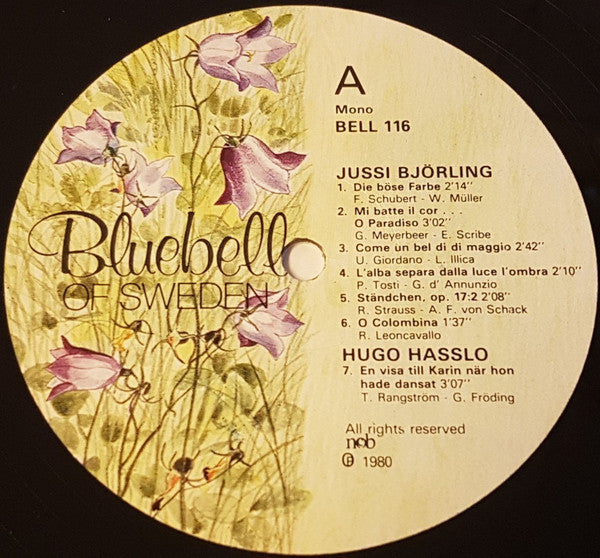 Bluebell
OF SWEDEN
A
Mono
BELL 116
JUSSI BJÖRLING
1. Die böse Farbe 2'14"
F. Schubert - W. Müller
2. Mi batte il cor . . .
O Paradiso 3'02"
G. Meyerbeer - E. Scribe
3. Come un bel di di maggio 2'42"
U. Giordano - L. Illica
4. L'alba separa dalla luce l'ombra 2'10"
P. Tosti - G. d' Annunzio
5. Ständchen, op. 17:2 2'08"
R. Strauss - A. F. von Schack
6. O Colombina 1'37"
R. Leoncavallo
HUGO HASSLO
7. En visa till Karin när hon
hade dansat 3'07"
T. Rangström - G. Fröding
All rights reserved
ncb
℗ 1980